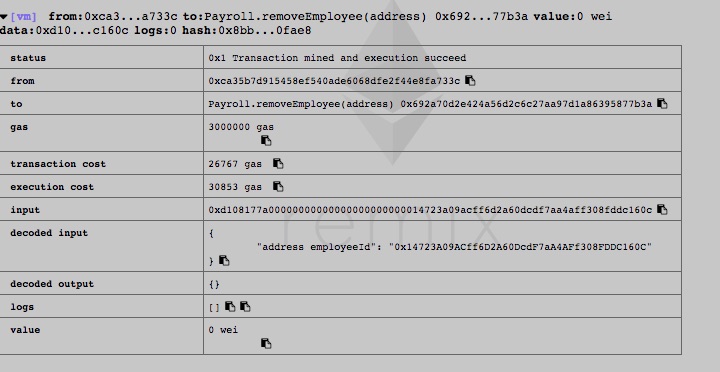 [vm] from:0xca3...a733c to:Payroll.removeEmployee(address) 0x692...77b3a value:0 wei
data:0xd10...c160c logs:0 hash:0x8bb...0fae8
status 0x1 Transaction mined and execution succeed
from 0xca35b7d915458ef540ade6068dfe2f44e8fa733c
to Payroll.removeEmployee(address) 0x692a70d2e424a56d2c6c27aa97d1a86395877b3a
gas 3000000 gas
transaction cost 26767 gas
execution cost 30853 gas
input 0xd108177a00000000000000000000000014723a09acff6d2a60dcdf7aa4aff308fddc160c
decoded input {
"address employeeId": "0x14723A09ACff6D2A60DcdF7aA4AFf308FDDC160C"
}
decoded output {}
logs []
value 0 wei
remix